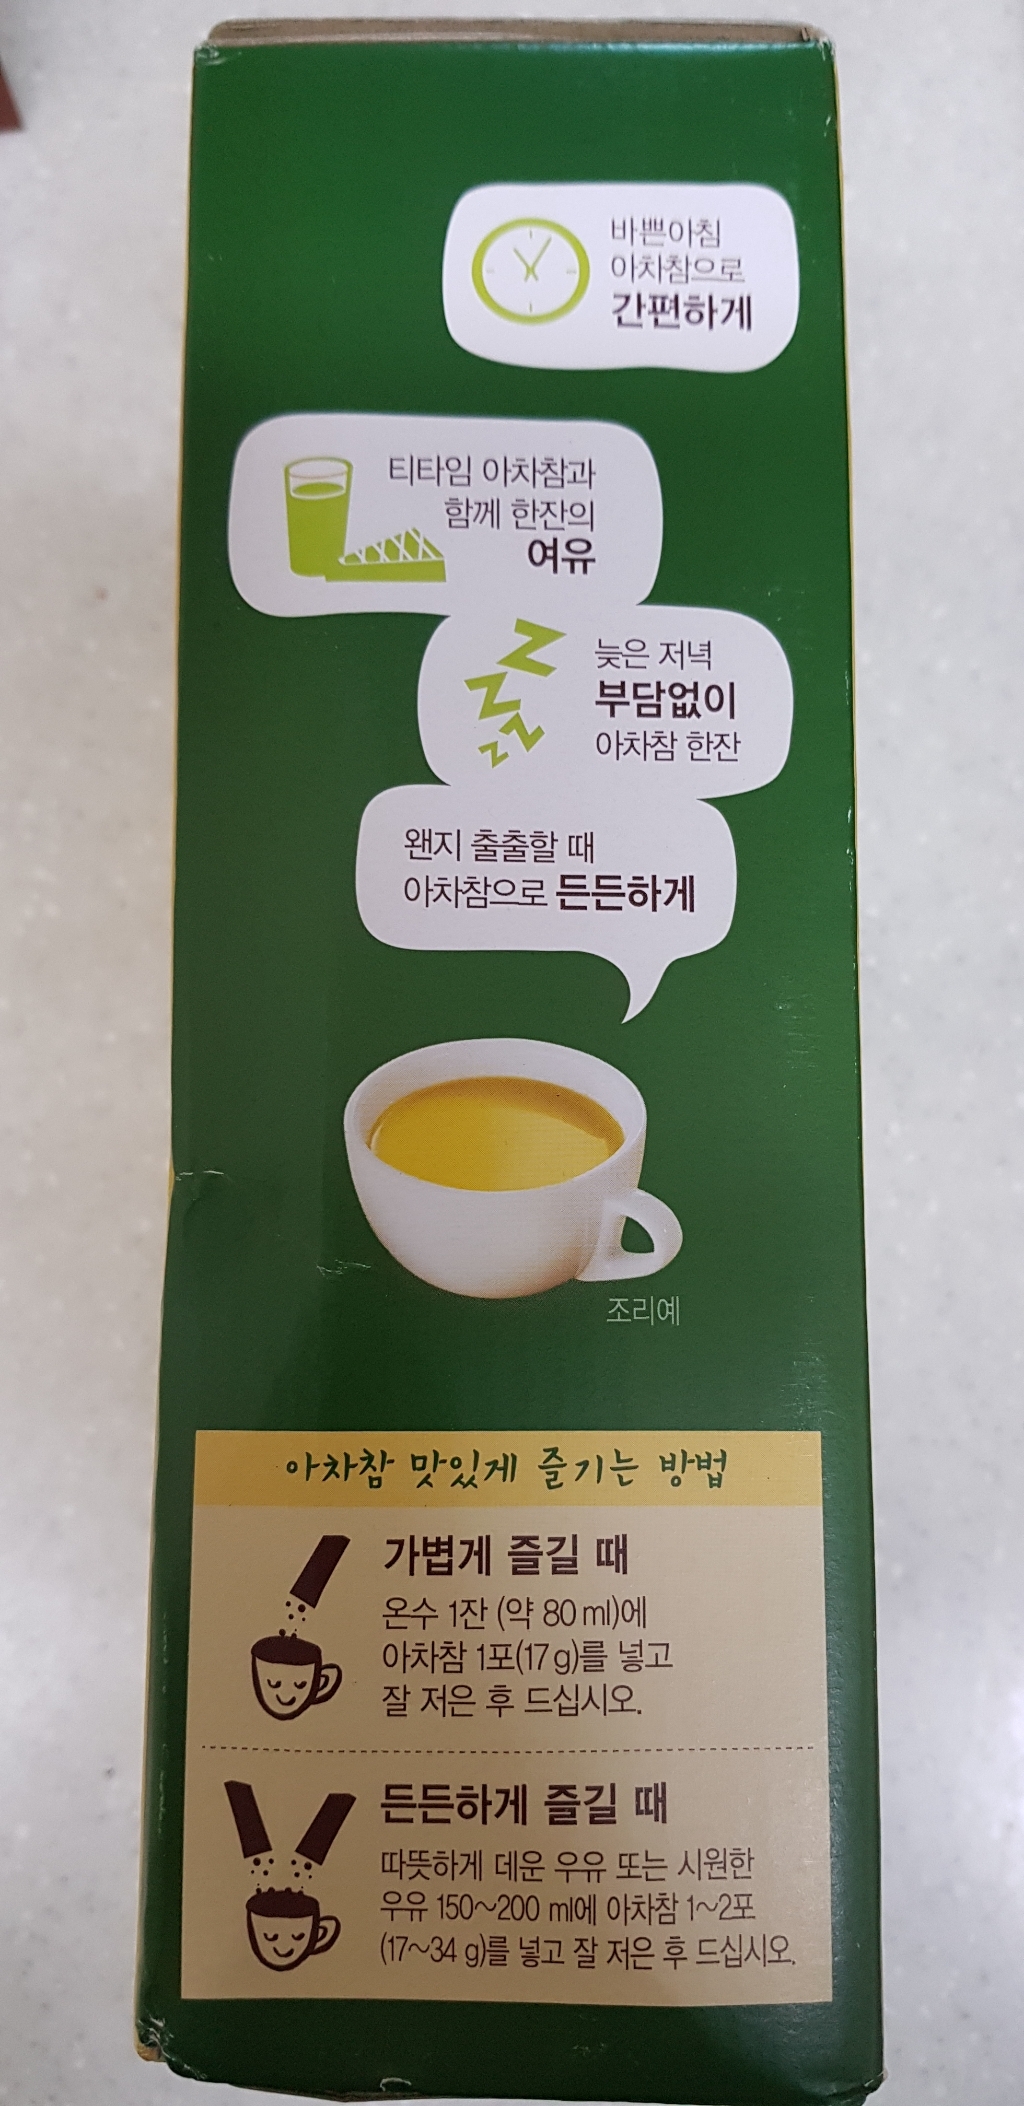 바쁜아침
아차참으로
간편하게
티타임 아차참과
함께 한잔의
여유
늦은 저녁
부담없이
아차참 한잔
왠지 출출할 때
아차참으로 든든하게
조리예
아차참 맛있게 즐기는 방법
가볍게 즐길 때
온수 1잔 (약 80 ml)에
아차참 1포(17 g)를 넣고
잘 저은 후 드십시오.
든든하게 즐길 때
따뜻하게 데운 우유 또는 시원한
우유 150~200 ml에 아차참 1~2포
(17~34 g)를 넣고 잘 저은 후 드십시오.